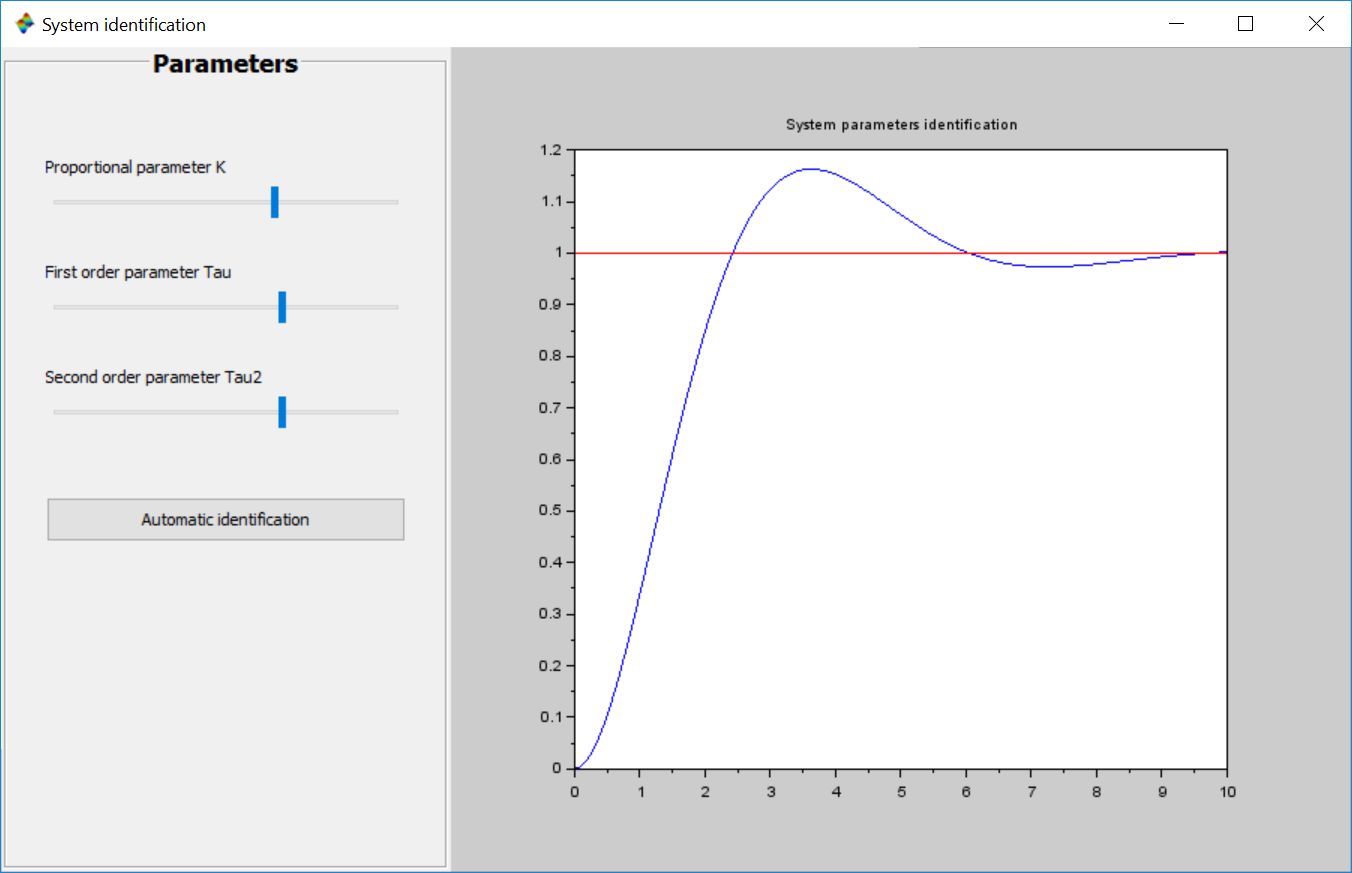 System identification
Parameters
Proportional parameter K
First order parameter Tau
Second order parameter Tau2
Automatic identification
System parameters identification
1.2
1.1
1
0.9
0.8
0.7
0.6
0.5
0.4
0.3
0.2
0.1
0
0 1 2 3 4 5 6 7 8 9 10